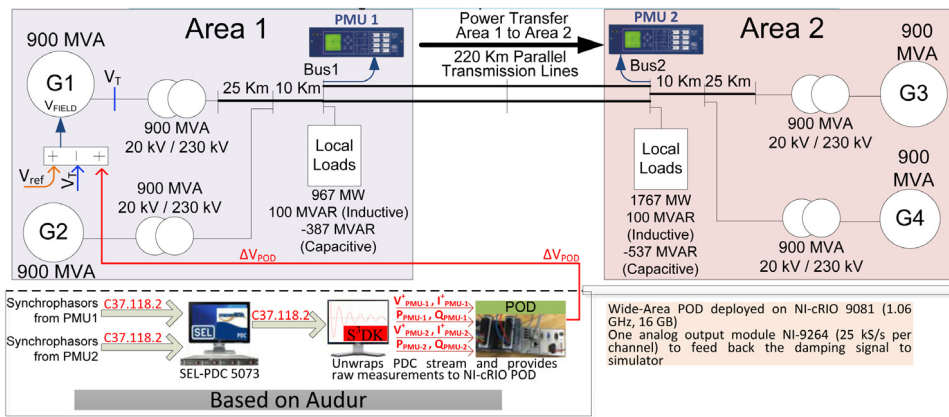 Area 1
PMU 1
Power Transfer
Area 1 to Area 2
220 Km Parallel
Transmission Lines
PMU 2
Area 2
900 MVA
G1
V_FIELD
V_T
25 Km
10 Km
Bus1
Bus2
10 Km
25 Km
900
MVA
G3
900 MVA
20 kV / 230 kV
900 MVA
20 kV / 230 kV
+ - +
V_ref
V_T
900 MVA
20 kV / 230 kV
G2
900 MVA
Local
Loads
967 MW
100 MVAR (Inductive)
-387 MVAR
(Capacitive)
Local
Loads
1767 MW
100 MVAR
(Inductive)
-537 MVAR
(Capacitive)
900
MVA
G4
900 MVA
20 kV / 230 kV
ΔV_POD
ΔV_POD
Synchrophasors
from PMU1
C37.118.2
Synchrophasors
from PMU2
C37.118.2
SEL
PDC
SEL-PDC 5073
C37.118.2
S³DK
V⁺PMU-1, I⁺PMU-1
PPMU-1, QPMU-1
V⁺PMU-2, I⁺PMU-2
PPMU-2, QPMU-2
POD
Unwraps PDC stream and provides
raw measurements to NI-cRIO POD
Based on Audur
Wide-Area POD deployed on NI-cRIO 9081 (1.06
GHz, 16 GB)
One analog output module NI-9264 (25 kS/s per
channel) to feed back the damping signal to
simulator